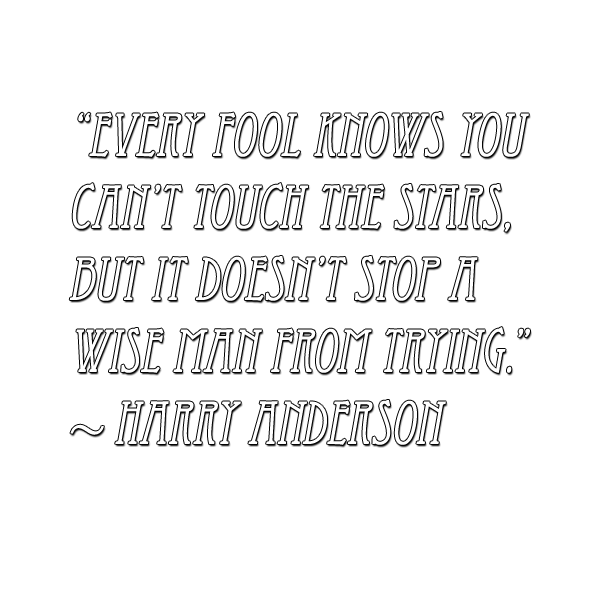 “EVERY FOOL KNOWS YOU
CAN’T TOUCH THE STARS,
BUT IT DOESN’T STOP A
WISE MAN FROM TRYING.”
~ HARRY ANDERSON